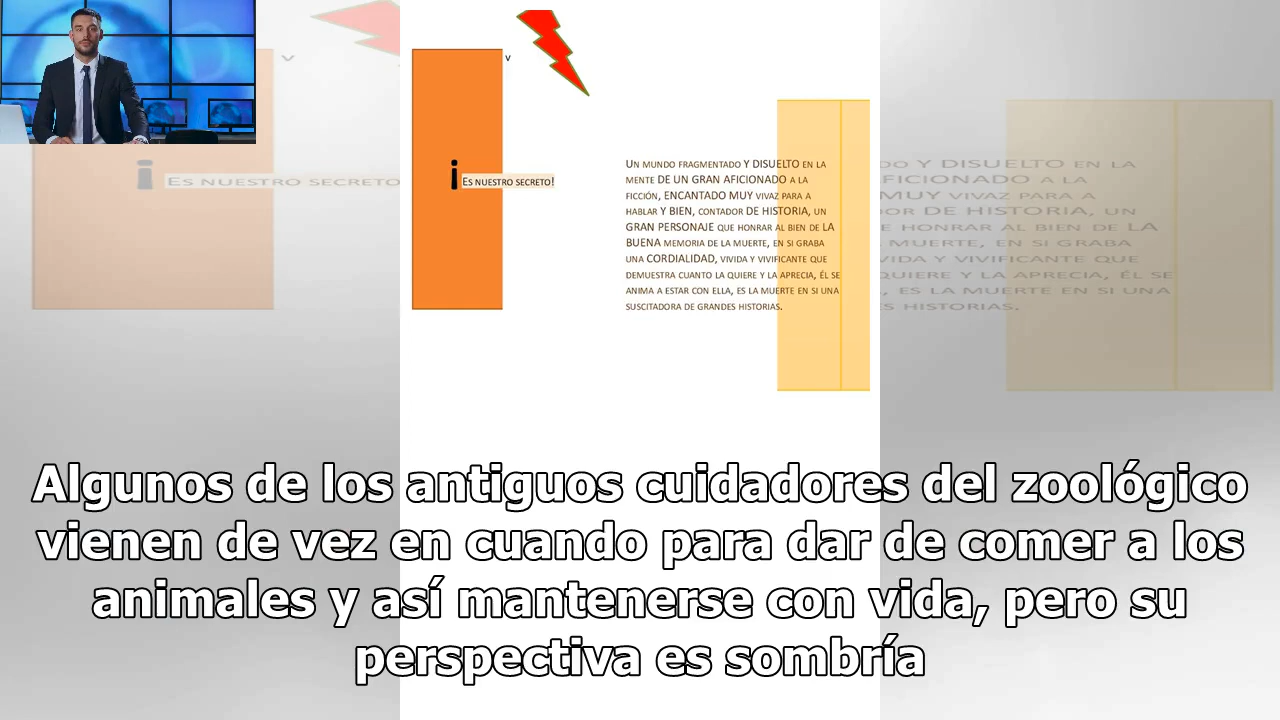 v
¡Es nuestro secreto!
Un mundo fragmentado Y DISUELTO en la
mente DE UN GRAN AFICIONADO a la
ficción, ENCANTADO MUY vivaz para a
hablar Y BIEN, contador DE HISTORIA, UN
GRAN PERSONAJE que honrar al bien de LA
BUENA memoria de la muerte, en si graba
una CORDIALIDAD, vivida y vivificante que
demuestra cuanto la quiere y la aprecia, él se
anima a estar con ella, es la muerte en si una
suscitadora de grandes historias.
Algunos de los antiguos cuidadores del zoológico
vienen de vez en cuando para dar de comer a los
animales y así mantenerse con vida, pero su
perspectiva es sombría